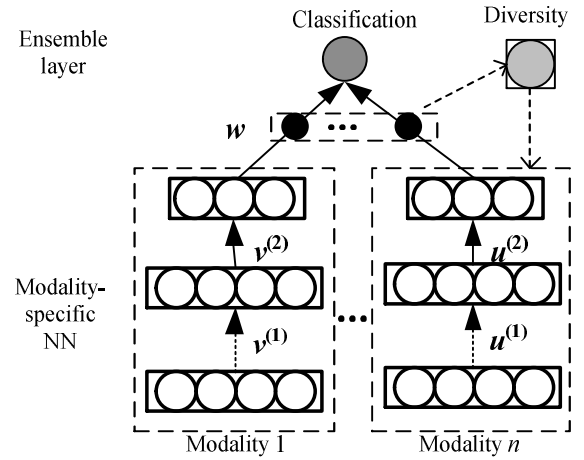 Classification
Diversity
Ensemble
layer
w
...
v(2)
u(2)
Modality-
specific
NN
...
v(1)
u(1)
Modality 1
Modality n